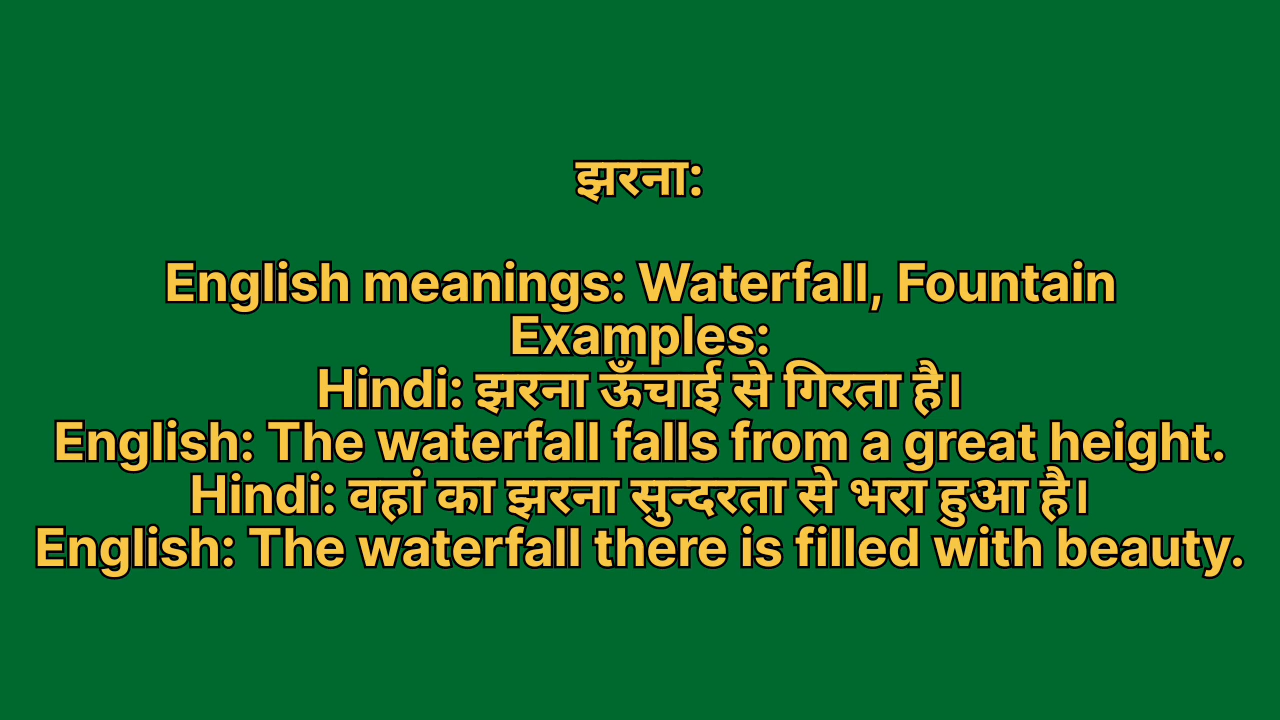 झरना:
English meanings: Waterfall, Fountain
Examples:
Hindi: झरना ऊँचाई से गिरता है।
English: The waterfall falls from a great height.
Hindi: वहां का झरना सुन्दरता से भरा हुआ है।
English: The waterfall there is filled with beauty.